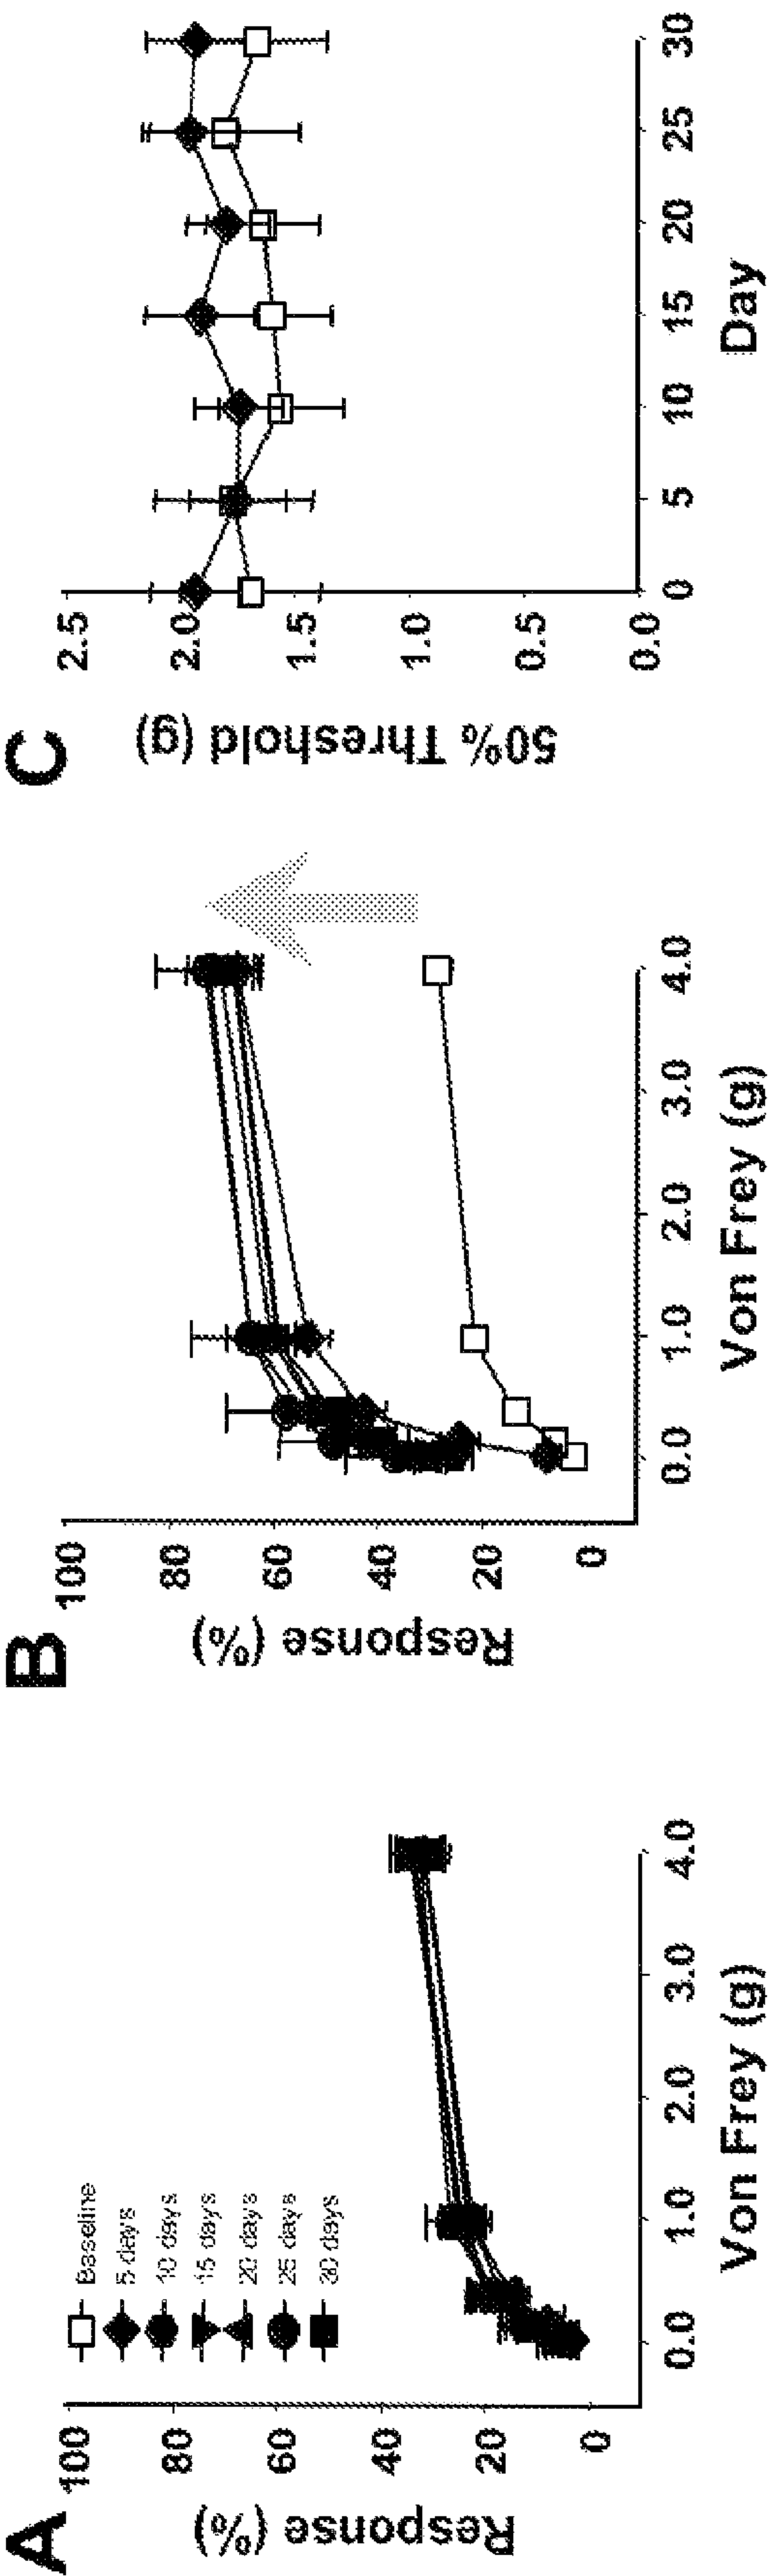 A
Response (%)
100
80
60
40
20
0
Baseline
5 days
10 days
15 days
20 days
25 days
30 days
0.0
1.0
2.0
3.0
4.0
Von Frey (g)
B
Response (%)
100
80
60
40
20
0
0.0
1.0
2.0
3.0
4.0
Von Frey (g)
C
50% Threshold (g)
2.5
2.0
1.5
1.0
0.5
0.0
0
5
10
15
20
25
30
Day